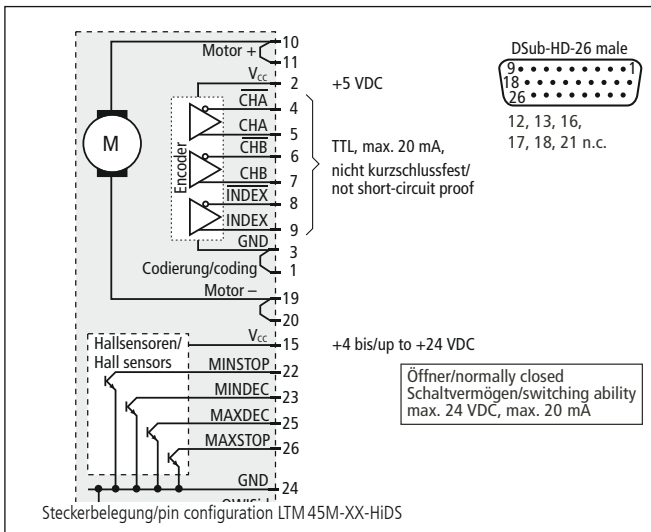 Motor + 10
11
DSub-HD-26 male
9 1
18
26
12, 13, 16,
17, 18, 21 n.c.
Vcc 2 +5 VDC
C̅H̅A̅ 4
CHA 5
C̅H̅B̅ 6
CHB 7
I̅N̅D̅E̅X̅ 8
INDEX 9
GND 3
Codierung/coding 1
M
Encoder
TTL, max. 20 mA,
nicht kurzschlussfest/
not short-circuit proof
Motor – 19
20
Vcc 15 +4 bis/up to +24 VDC
Hallsensoren/
Hall sensors
MINSTOP 22
MINDEC 23
MAXDEC 25
MAXSTOP 26
GND 24
Öffner/normally closed
Schaltvermögen/switching ability
max. 24 VDC, max. 20 mA
Steckerbelegung/pin configuration LTM 45M-XX-HiDS